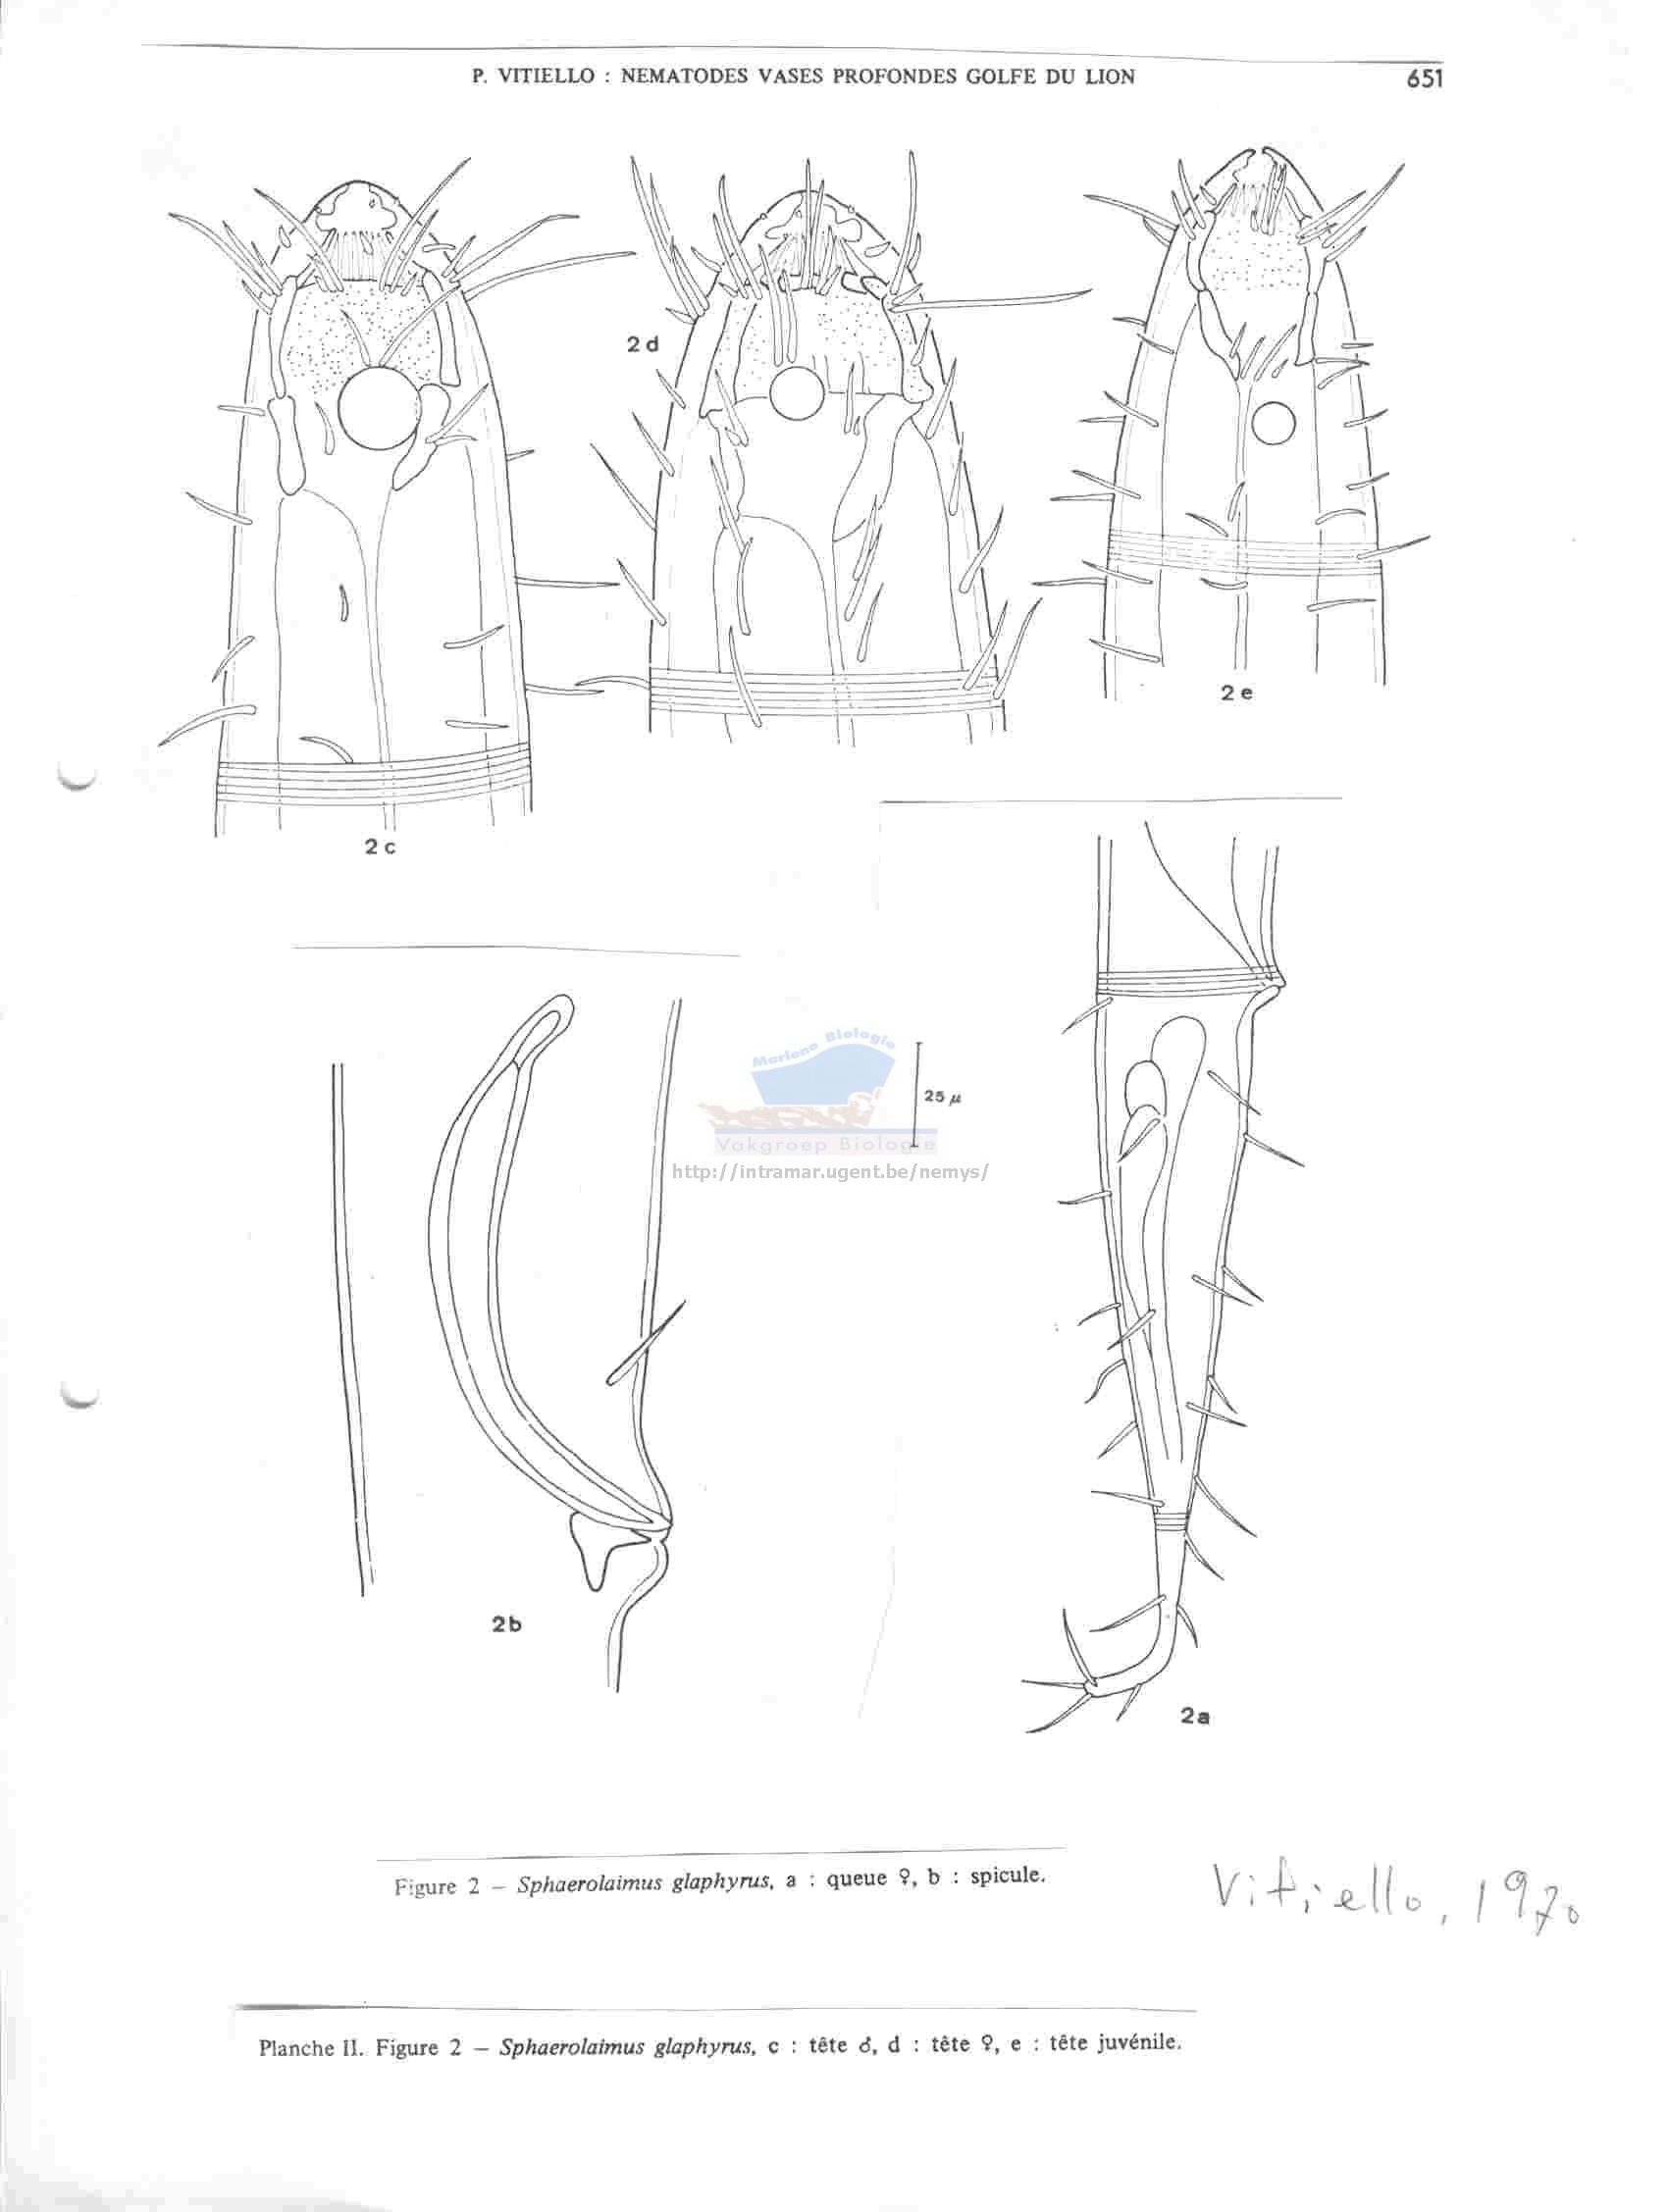 P. VITIELLO : NEMATODES VASES PROFONDES GOLFE DU LION 651
2 d
2 e
2 c
Mariene Biologie
25 µ
Vakgroep Biologie
http://intramar.ugent.be/nemys/
2b
2a
Figure 2 — Sphaerolaimus glaphyrus, a : queue ♀, b : spicule.
Vitiello, 1970
Planche II. Figure 2 — Sphaerolaimus glaphyrus, c : tête ♂, d : tête ♀, e : tête juvénile.